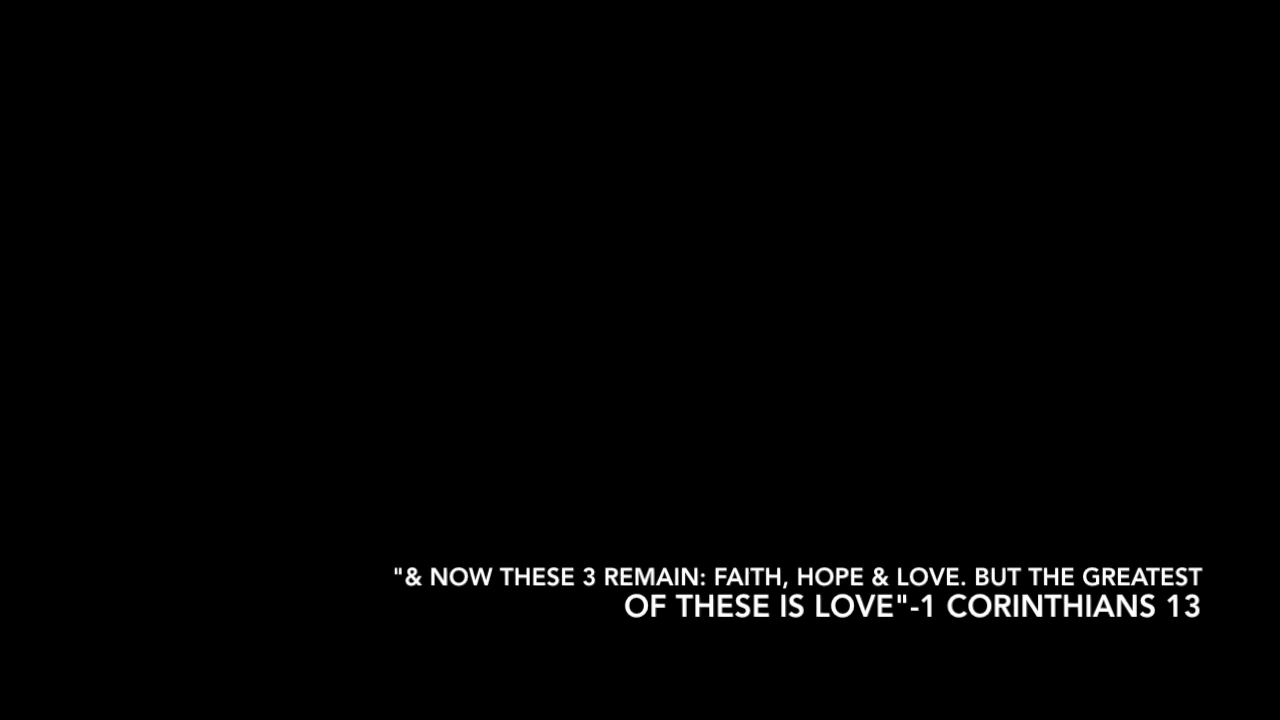 "& NOW THESE 3 REMAIN: FAITH, HOPE & LOVE. BUT THE GREATEST
OF THESE IS LOVE"-1 CORINTHIANS 13